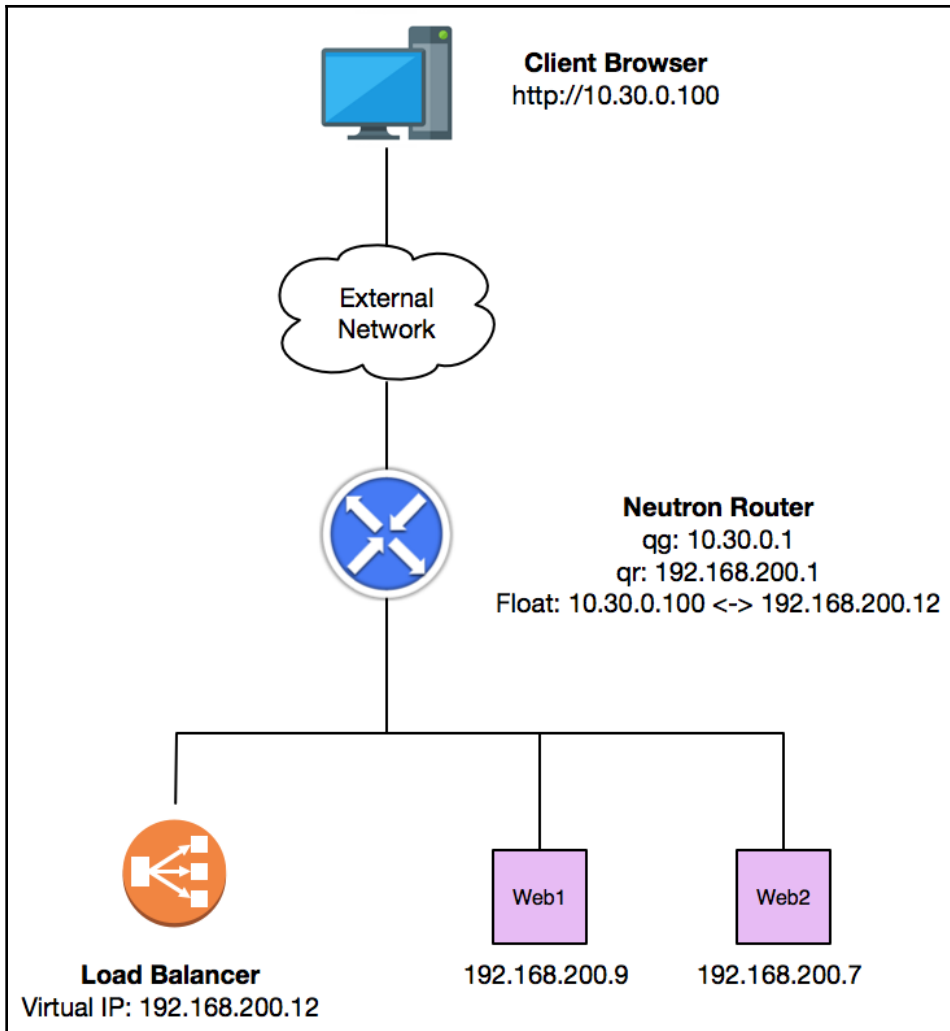 Client Browser
http://10.30.0.100
External
Network
Neutron Router
qg: 10.30.0.1
qr: 192.168.200.1
Float: 10.30.0.100 <-> 192.168.200.12
Web1
Web2
Load Balancer
Virtual IP: 192.168.200.12
192.168.200.9
192.168.200.7